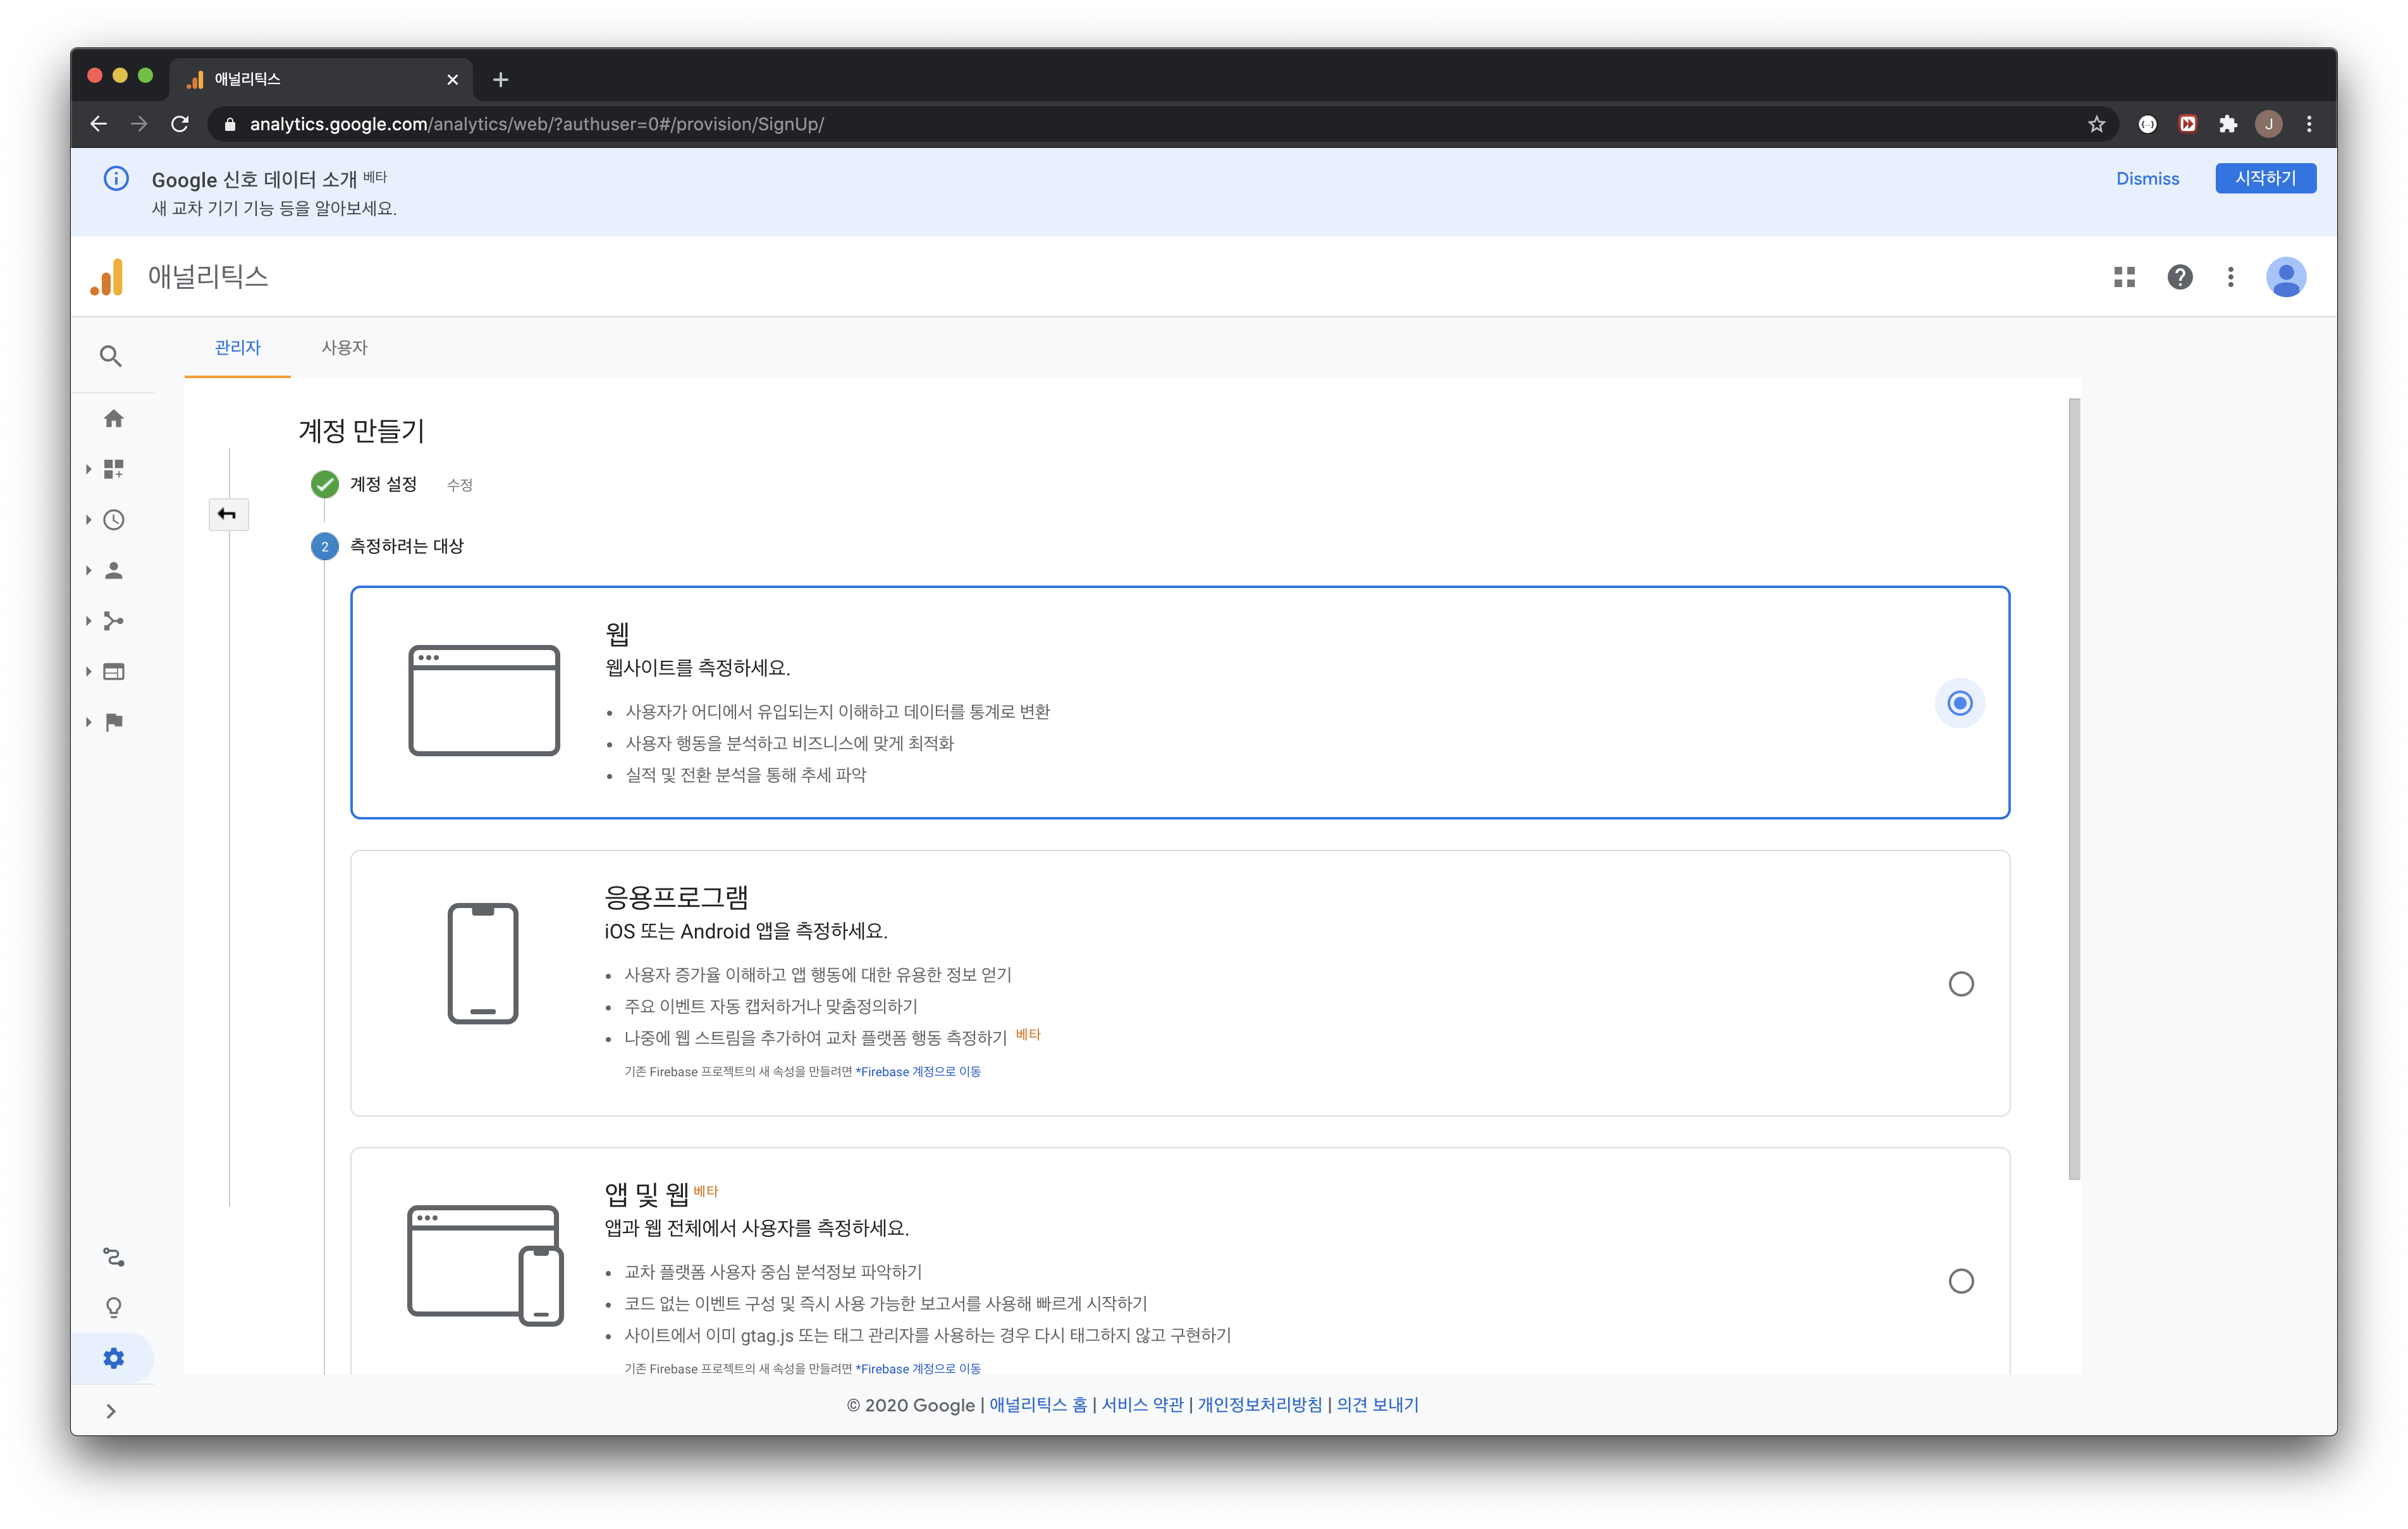 애널리틱스
analytics.google.com/analytics/web/?authuser=0#/provision/SignUp/
J
Google 신호 데이터 소개 베타
새 교차 기기 기능 등을 알아보세요.
Dismiss
시작하기
애널리틱스
관리자 사용자
계정 만들기
계정 설정 수정
2 측정하려는 대상
웹
웹사이트를 측정하세요.
• 사용자가 어디에서 유입되는지 이해하고 데이터를 통계로 변환
• 사용자 행동을 분석하고 비즈니스에 맞게 최적화
• 실적 및 전환 분석을 통해 추세 파악
응용프로그램
iOS 또는 Android 앱을 측정하세요.
• 사용자 증가율 이해하고 앱 행동에 대한 유용한 정보 얻기
• 주요 이벤트 자동 캡처하거나 맞춤정의하기
• 나중에 웹 스트림을 추가하여 교차 플랫폼 행동 측정하기 베타
기존 Firebase 프로젝트의 새 속성을 만들려면 *Firebase 계정으로 이동
앱 및 웹 베타
앱과 웹 전체에서 사용자를 측정하세요.
• 교차 플랫폼 사용자 중심 분석정보 파악하기
• 코드 없는 이벤트 구성 및 즉시 사용 가능한 보고서를 사용해 빠르게 시작하기
• 사이트에서 이미 gtag.js 또는 태그 관리자를 사용하는 경우 다시 태그하지 않고 구현하기
기존 Firebase 프로젝트의 새 속성을 만들려면 *Firebase 계정으로 이동
© 2020 Google | 애널리틱스 홈 | 서비스 약관 | 개인정보처리방침 | 의견 보내기